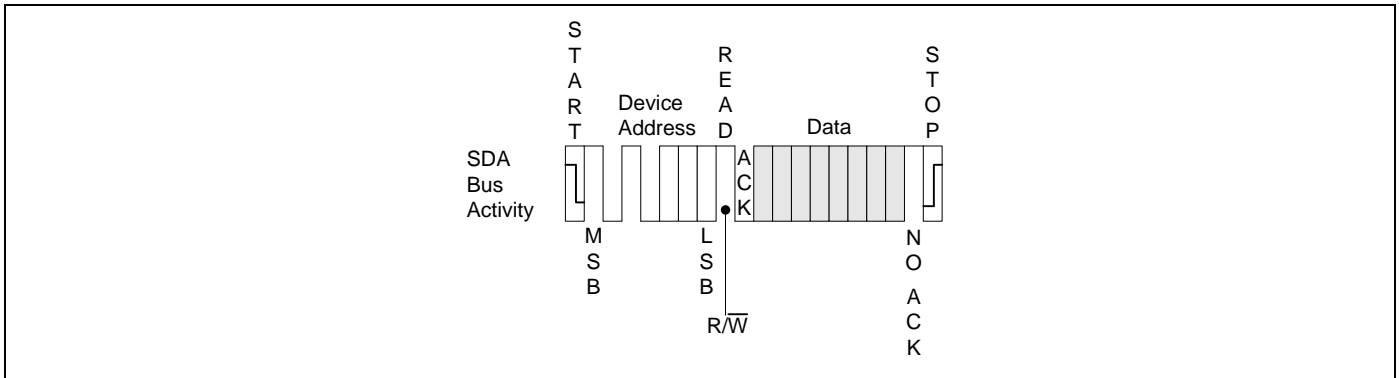 START
Device
Address
READ
Data
STOP
SDA
Bus
Activity
ACK
MSB
LSB
R/W̅
NO ACK